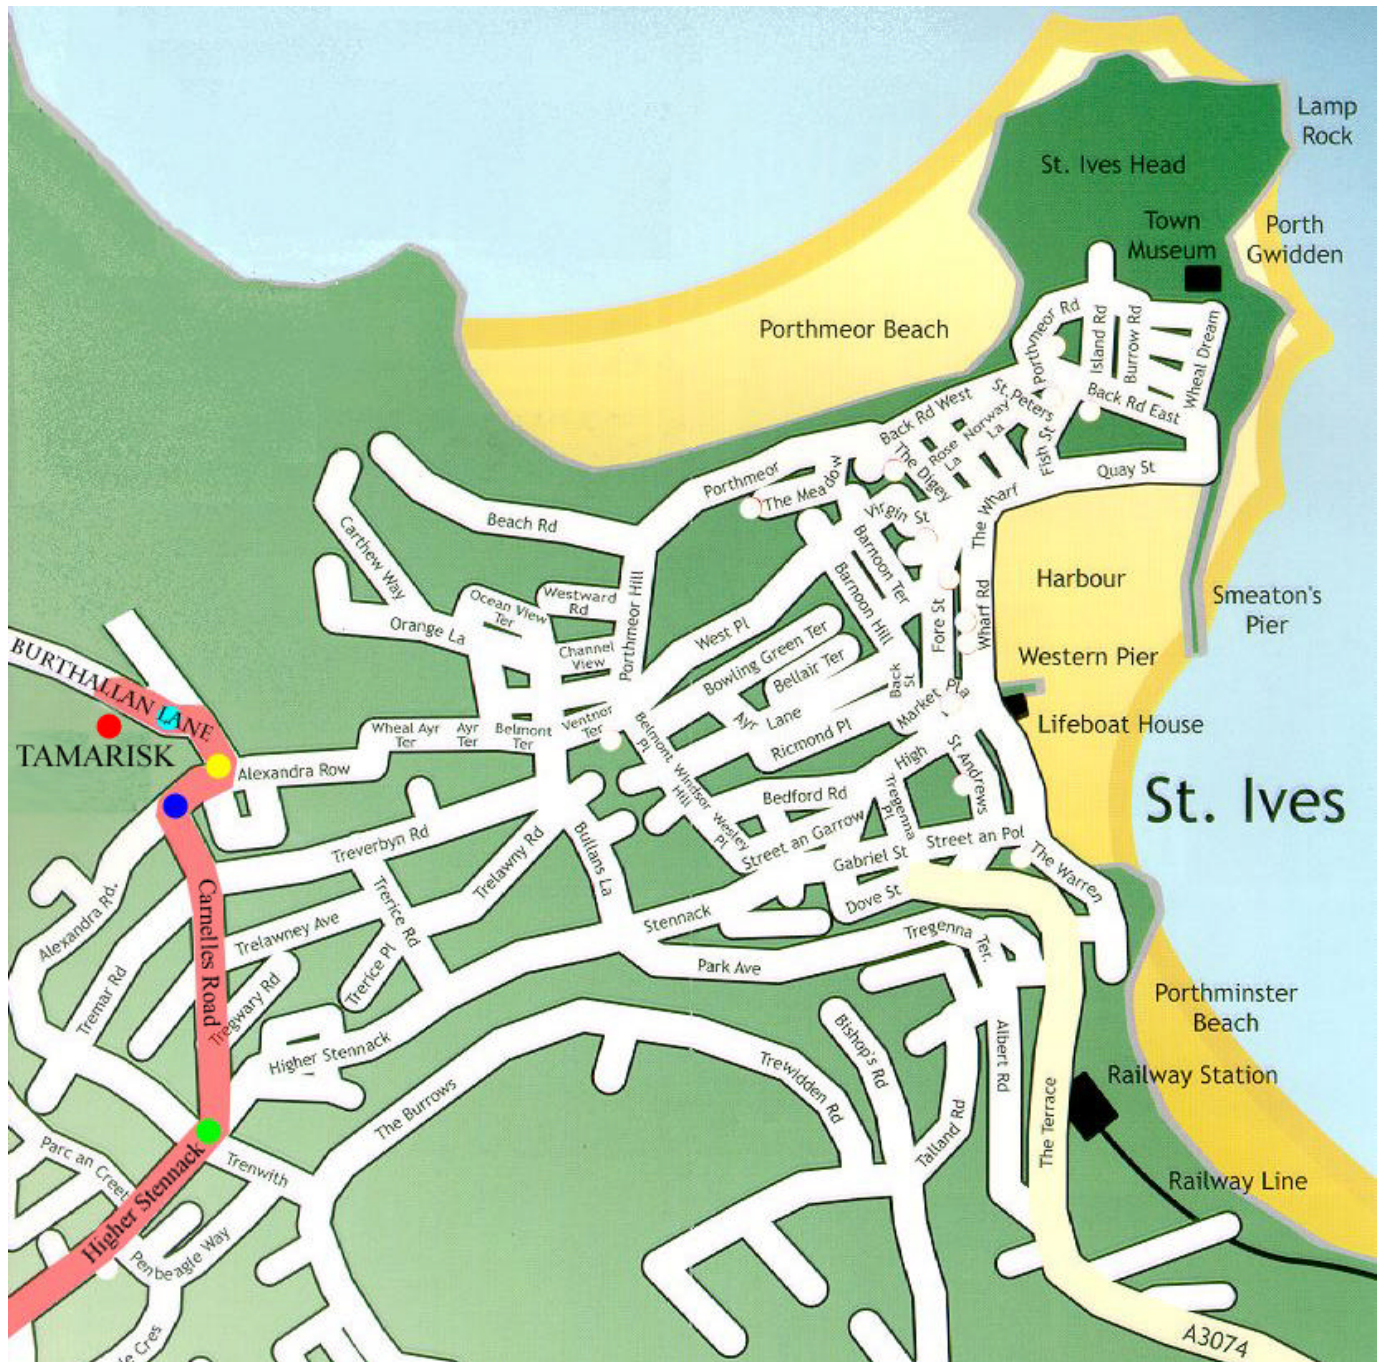 Lamp
Rock
St. Ives Head
Town
Museum
Porth
Gwidden
Porthmeor Beach
Porthmeor Rd
Island Rd
Burrow Rd
Wheal Dream
Back Rd West
St. Peters
Back Rd East
Norway
La
Rose
La
The Digey
Fish St
Quay St
Porthmeor
The Meadow
Virgin St
The Wharf
Beach Rd
Carthew Way
Barnoon Ter
Barnoon Hill
Harbour
Smeaton's
Pier
Ocean View
Ter
Westward
Rd
Porthmeor Hill
Orange La
Channel
View
West Pl
Bowling Green Ter
Bellair Ter
Fore St
Wharf Rd
Western Pier
BURTHALLAN LANE
Back
St
Market Pla
Lifeboat House
TAMARISK
Wheal Ayr
Ter
Ayr
Ter
Belmont
Ter
Ventnor
Ter
Belmont
Pl
Ayr Lane
Ricmond Pl
Alexandra Row
Windsor
Hill
High
St Andrews
Bedford Rd
Tregenna
Pl
St. Ives
Treverbyn Rd
Trelawny Rd
Bullans La
Wesley
Pl
Street an Garrow
Gabriel St
Street an Pol
The Warren
Dove St
Alexandra Rd.
Carnelles Road
Terice Rd
Trelawney Ave
Stennack
Tregenna Ter.
Park Ave
Terice Pl
Tremar Rd
Tregwary Rd
Porthminster
Beach
Higher Stennack
Bishop's Rd
Albert Rd
Railway Station
The Burrows
Trewidden Rd
The Terrace
Talland Rd
Parc an Creet
Trenwith
Higher Stennack
Railway Line
Penbeagle Way
le Cres
A3074